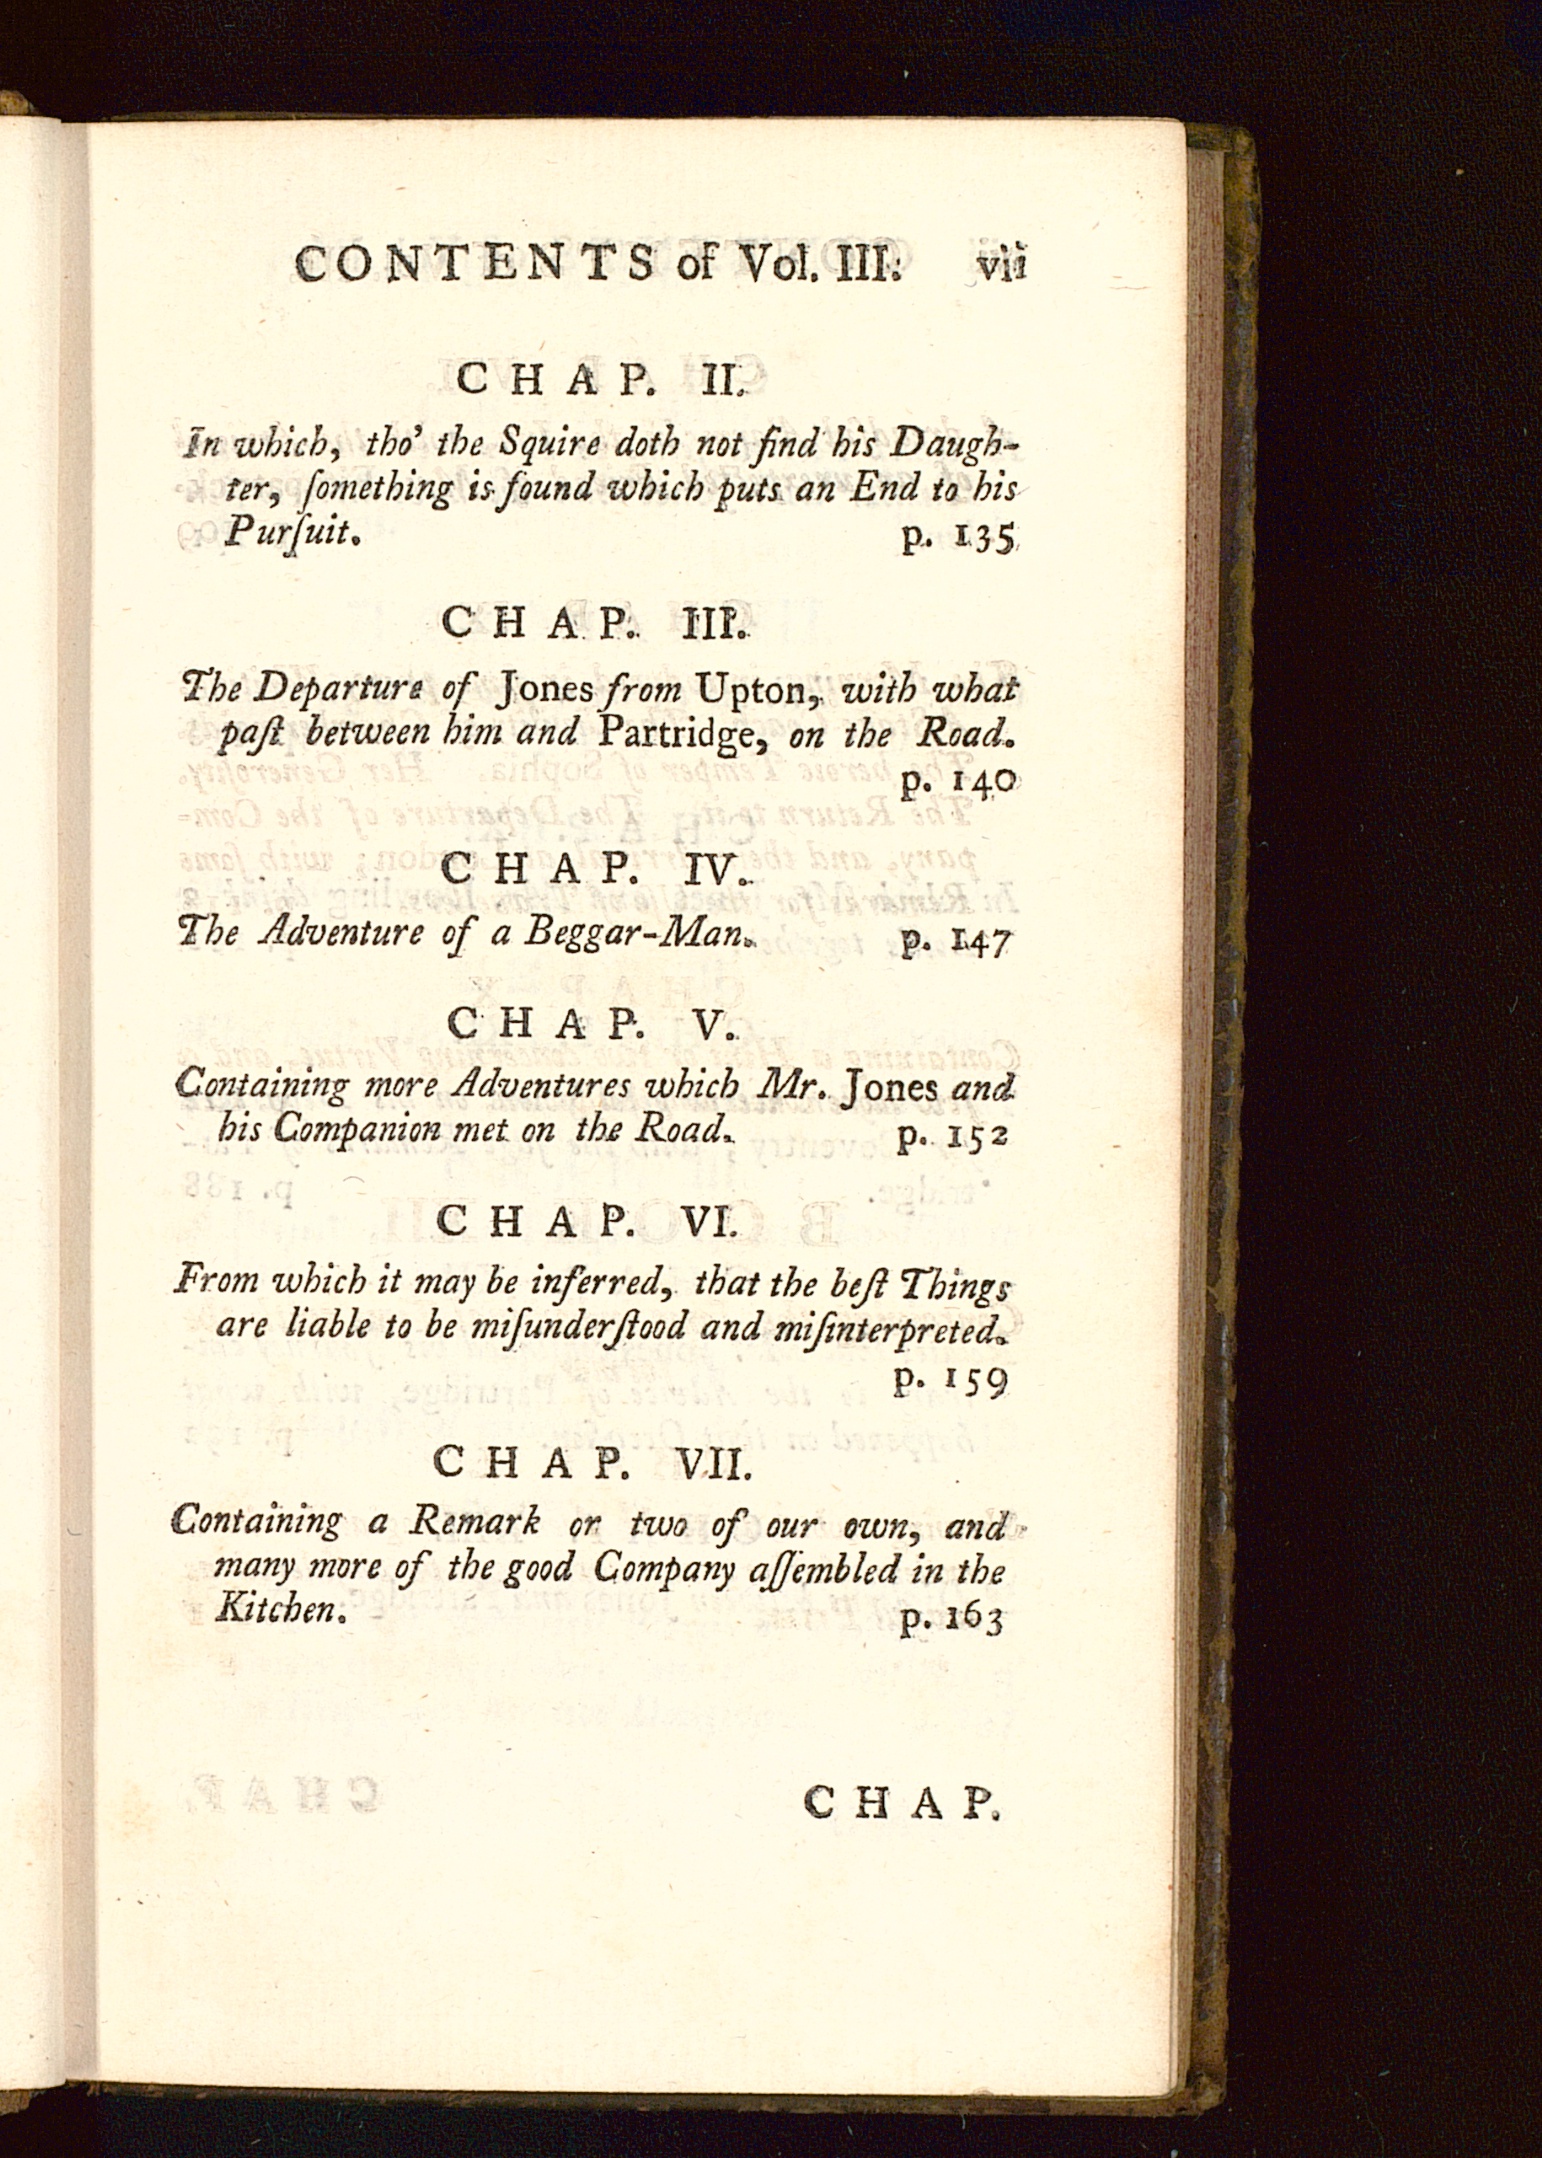 CONTENTS of Vol. III. vii
CHAP. II.
In which, tho' the Squire doth not find his Daugh-
ter, ſomething is found which puts an End to his
Purſuit. p. 135
CHAP. III.
The Departure of Jones from Upton, with what
paſt between him and Partridge, on the Road.
p. 140
CHAP. IV.
The Adventure of a Beggar-Man. p. 147
CHAP. V.
Containing more Adventures which Mr. Jones and
his Companion met on the Road. p. 152
CHAP. VI.
From which it may be inferred, that the beſt Things
are liable to be miſunderſtood and miſinterpreted.
p. 159
CHAP. VII.
Containing a Remark or two of our own, and
many more of the good Company aſſembled in the
Kitchen. p. 163
CHAP.